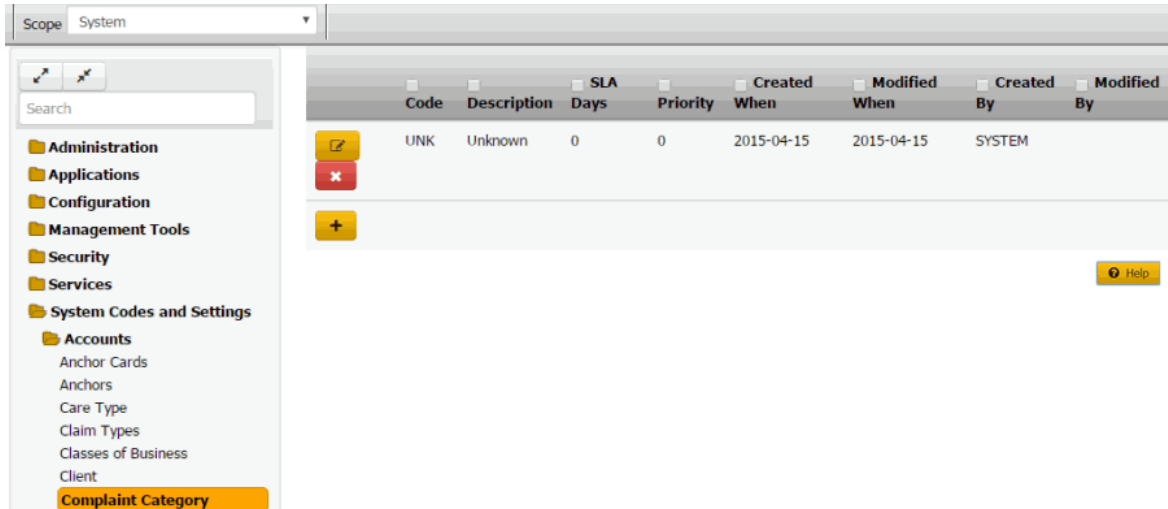 Scope System
Search
Administration
Applications
Configuration
Management Tools
Security
Services
System Codes and Settings
Accounts
Anchor Cards
Anchors
Care Type
Claim Types
Classes of Business
Client
Complaint Category
SLA Created Modified Created Modified
Code Description Days Priority When When By By
UNK Unknown 0 0 2015-04-15 2015-04-15 SYSTEM
Help